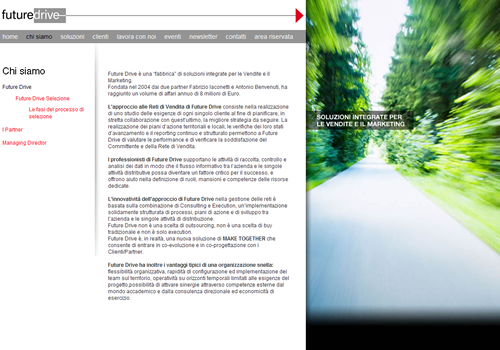 futuredrive
home chi siamo soluzioni clienti lavora con noi eventi newsletter contatti area riservata
Chi siamo
Future Drive
Future Drive Selezione
Le fasi del processo di
selezione
I Partner
Managing Director
Future Drive è una "fabbrica" di soluzioni integrate per le Vendite e il
Marketing.
Fondata nel 2004 dai due partner Fabrizio Iaconetti e Antonio Benvenuti, ha
raggiunto un volume di affari annuo di 8 milioni di Euro.
L'approccio alle Reti di Vendita di Future Drive consiste nella realizzazione
di uno studio delle esigenze di ogni singolo cliente al fine di pianificare, in
stretta collaborazione con quest'ultimo, la migliore strategia da seguire. La
realizzazione dei piani d'azione territoriali e locali, le verifiche dei loro stati
d'avanzamento e il reporting continuo e strutturato permettono a Future
Drive di valutare le performance e di verificare la soddisfazione del
Committente e della Rete di Vendita.
I professionisti di Future Drive supportano le attività di raccolta, controllo e
analisi dei dati in modo che il flusso informativo tra l'azienda e le singole
attività distributive possa diventare un fattore critico per il successo, e
offrono aiuto nella definizione di ruoli, mansioni e competenze delle risorse
dedicate.
L'innovatività dell'approccio di Future Drive nella gestione delle reti è
basata sulla combinazione di Consulting e Execution; un'implementazione
solidamente strutturata di processi, piani di azione e di sviluppo tra
l'azienda e le singole attività di distribuzione.
Future Drive non è una scelta di outsourcing, non è una scelta di buy
tradizionale e non è solo execution.
Future Drive è, in realtà, una nuova soluzione di MAKE TOGETHER che
consente di entrare in co-evoluzione e in co-progettazione con i
Clienti/Partner.
Future Drive ha inoltre i vantaggi tipici di una organizzazione snella:
flessibilità organizzativa, rapidità di configurazione ed implementazione dei
team sul territorio, operatività su orizzonti temporali limitati alle esigenze del
progetto,possibilità di attivare sinergie attraverso competenze esterne dal
mondo accademico e dalla consulenza direzionale ed economicità di
esercizio.
SOLUZIONI INTEGRATE PER
LE VENDITE E IL MARKETING